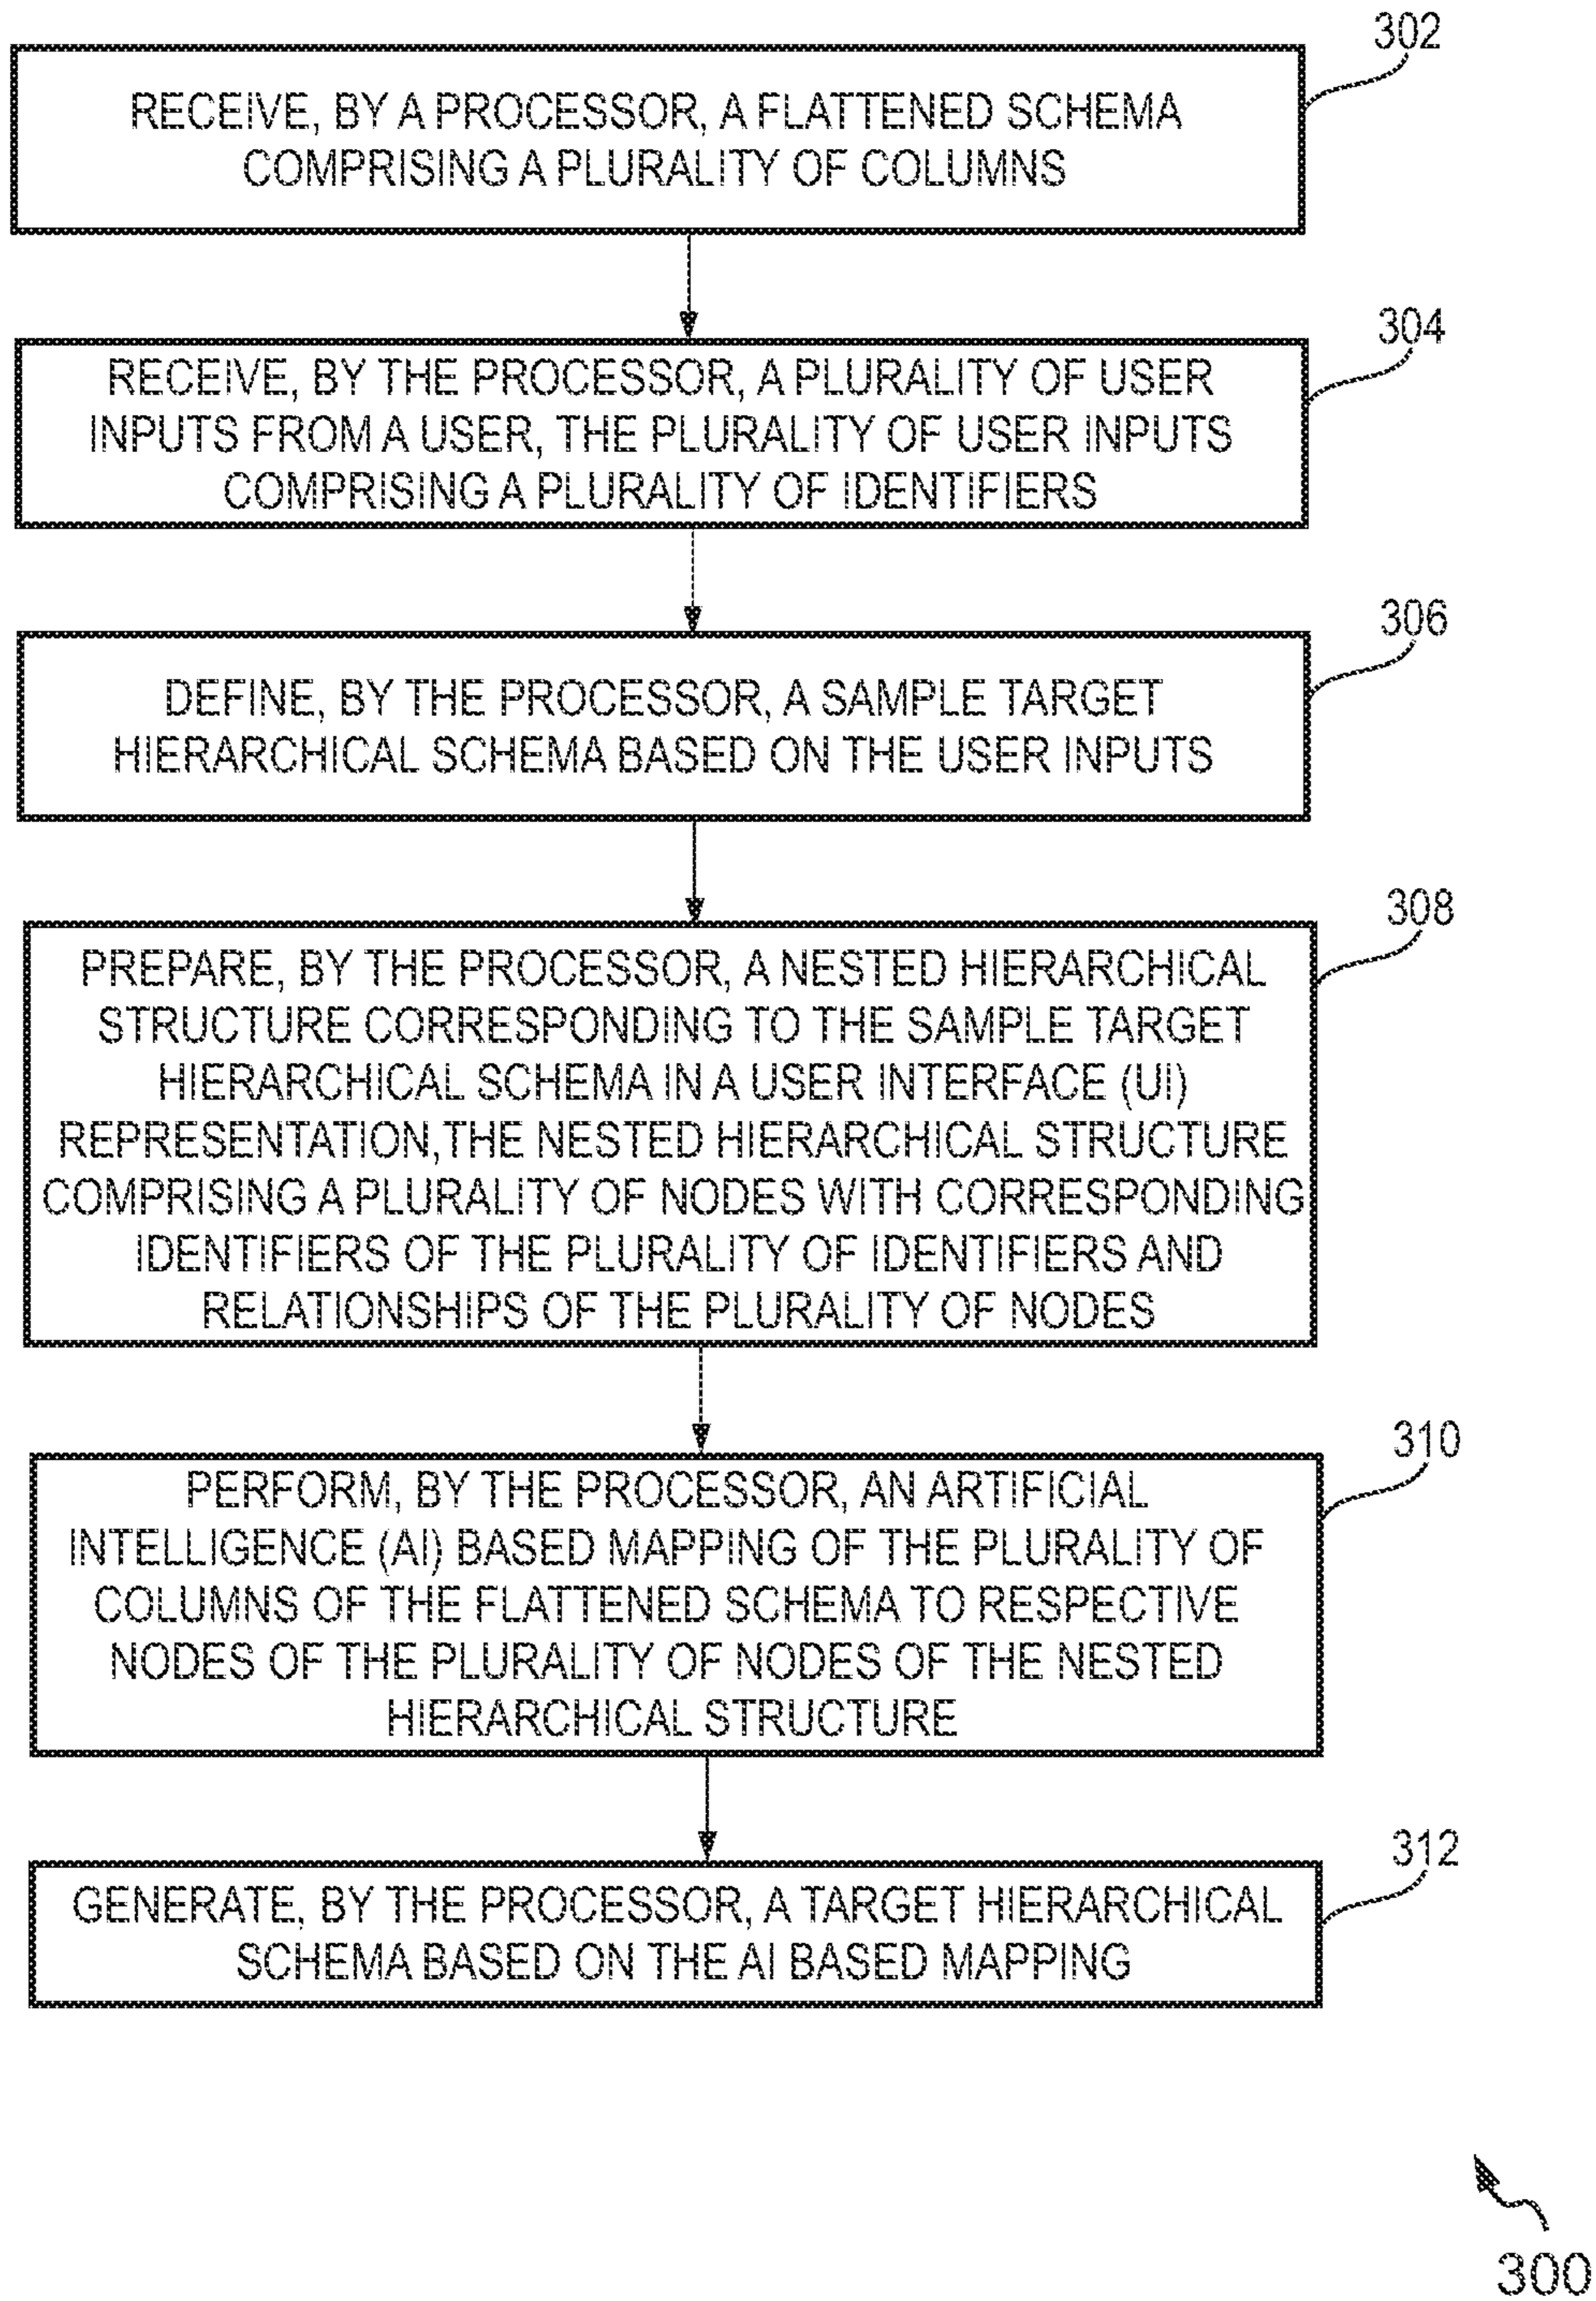 302
RECEIVE, BY A PROCESSOR, A FLATTENED SCHEMA
COMPRISING A PLURALITY OF COLUMNS
304
RECEIVE, BY THE PROCESSOR, A PLURALITY OF USER
INPUTS FROM A USER, THE PLURALITY OF USER INPUTS
COMPRISING A PLURALITY OF IDENTIFIERS
306
DEFINE, BY THE PROCESSOR, A SAMPLE TARGET
HIERARCHICAL SCHEMA BASED ON THE USER INPUTS
308
PREPARE, BY THE PROCESSOR, A NESTED HIERARCHICAL
STRUCTURE CORRESPONDING TO THE SAMPLE TARGET
HIERARCHICAL SCHEMA IN A USER INTERFACE (UI)
REPRESENTATION,THE NESTED HIERARCHICAL STRUCTURE
COMPRISING A PLURALITY OF NODES WITH CORRESPONDING
IDENTIFIERS OF THE PLURALITY OF IDENTIFIERS AND
RELATIONSHIPS OF THE PLURALITY OF NODES
310
PERFORM, BY THE PROCESSOR, AN ARTIFICIAL
INTELLIGENCE (AI) BASED MAPPING OF THE PLURALITY OF
COLUMNS OF THE FLATTENED SCHEMA TO RESPECTIVE
NODES OF THE PLURALITY OF NODES OF THE NESTED
HIERARCHICAL STRUCTURE
312
GENERATE, BY THE PROCESSOR, A TARGET HIERARCHICAL
SCHEMA BASED ON THE AI BASED MAPPING
300